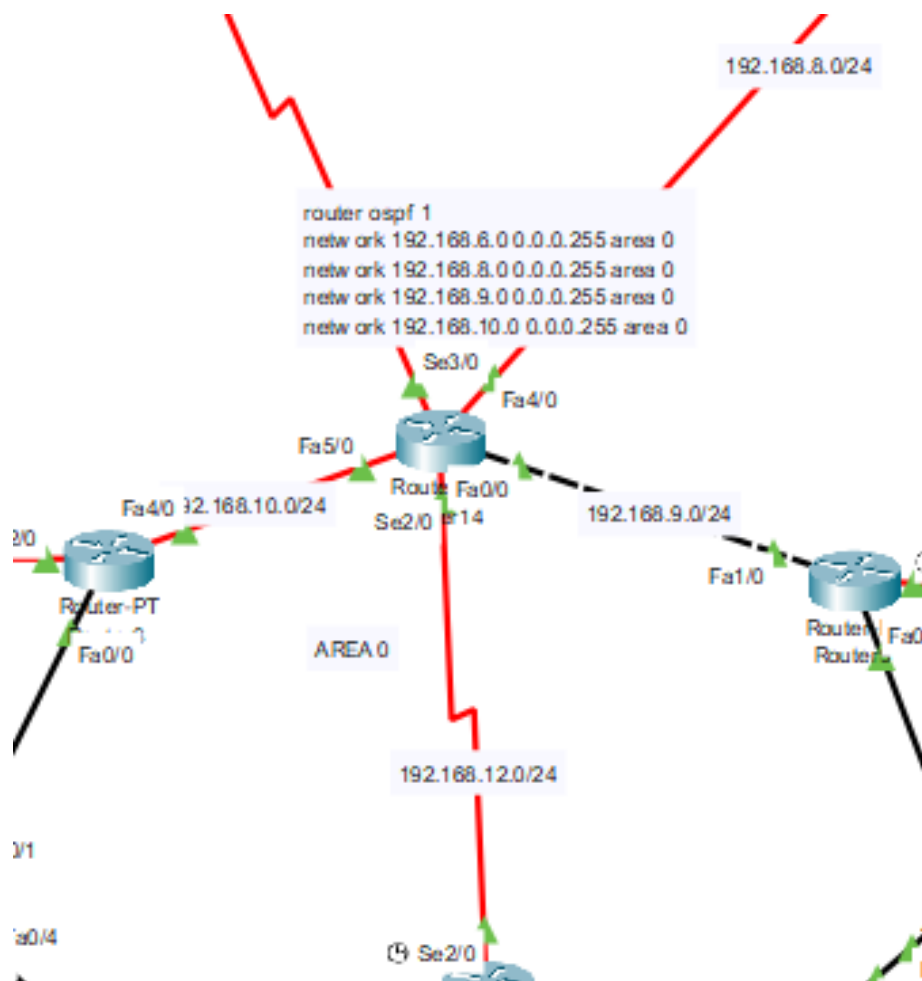 192.168.8.0/24
router ospf 1
network 192.168.6.0 0.0.0.255 area 0
network 192.168.8.0 0.0.0.255 area 0
network 192.168.9.0 0.0.0.255 area 0
network 192.168.10.0 0.0.0.255 area 0
Se3/0
Fa4/0
Fa5/0
Fa0/0
Se2/0
Fa4/0
192.168.9.0/24
Fa1/0
Router-PT
Fa0/0
AREA 0
192.168.12.0/24
Se2/0